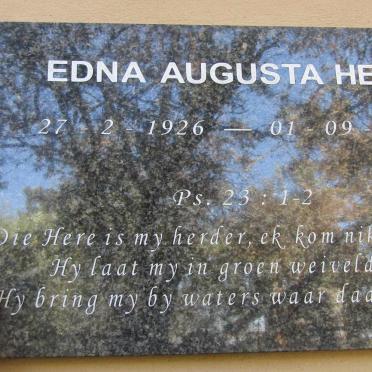 EDNA AUGUSTA HE
27 - 2 - 1926 — 01 - 09 -
Ps. 23 : 1-2
Die Here is my herder, ek kom nik
Hy laat my in groen weiveld
Hy bring my by waters waar daa